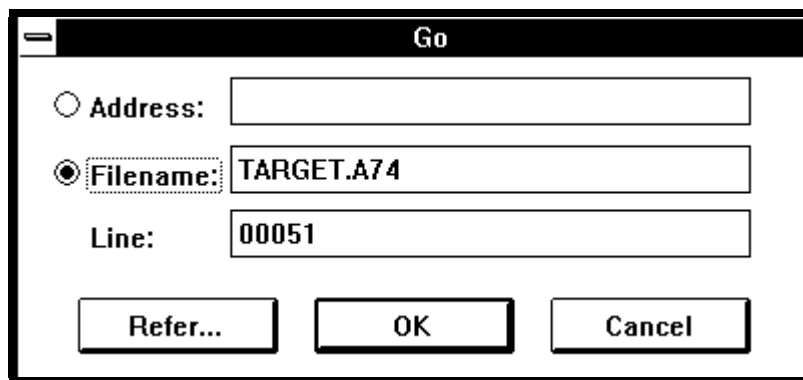 Go
Address:
Filename: TARGET.A74
Line: 00051
Refer... OK Cancel